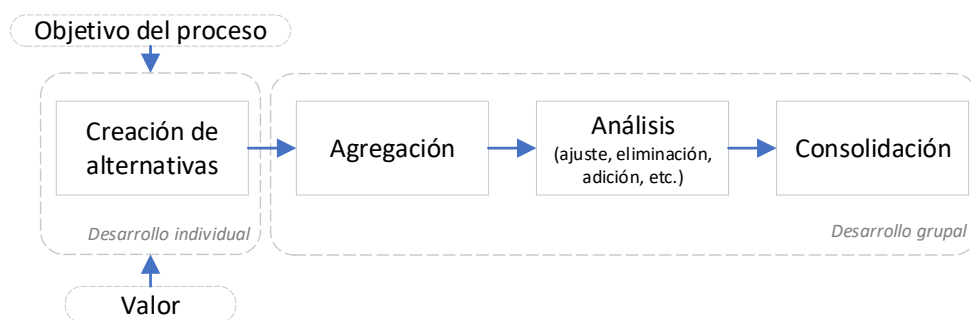 Objetivo del proceso
Creación de
alternativas
Desarrollo individual
Valor
Agregación
Análisis
(ajuste, eliminación,
adición, etc.)
Consolidación
Desarrollo grupal